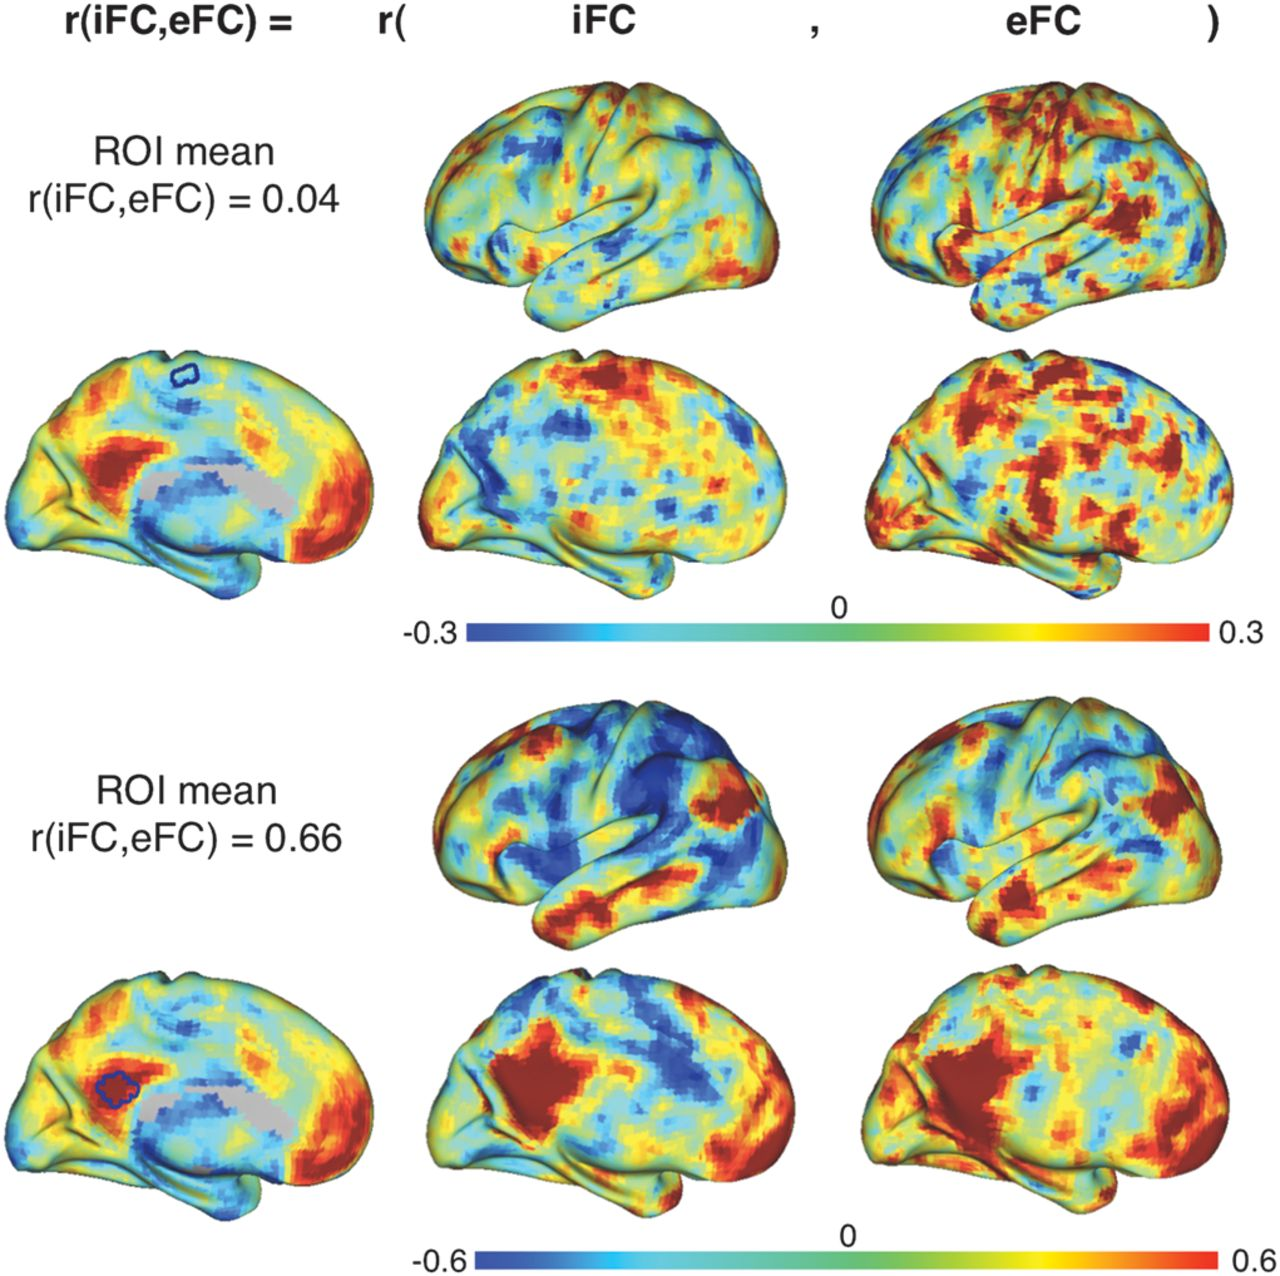 r(iFC,eFC) = r( iFC , eFC )
ROI mean
r(iFC,eFC) = 0.04
0
-0.3 0.3
ROI mean
r(iFC,eFC) = 0.66
0
-0.6 0.6